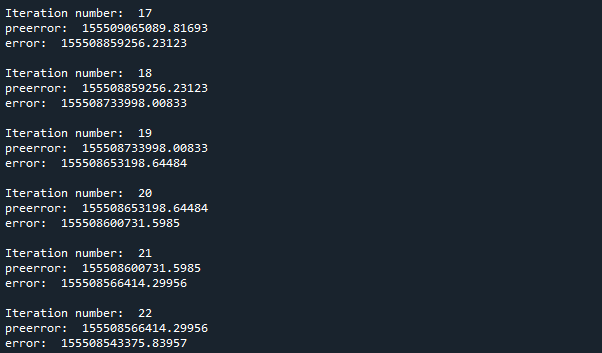 Iteration number:  17
preerror:  155509065089.81693
error:  155508859256.23123
Iteration number:  18
preerror:  155508859256.23123
error:  155508733998.00833
Iteration number:  19
preerror:  155508733998.00833
error:  155508653198.64484
Iteration number:  20
preerror:  155508653198.64484
error:  155508600731.5985
Iteration number:  21
preerror:  155508600731.5985
error:  155508566414.29956
Iteration number:  22
preerror:  155508566414.29956
error:  155508543375.83957